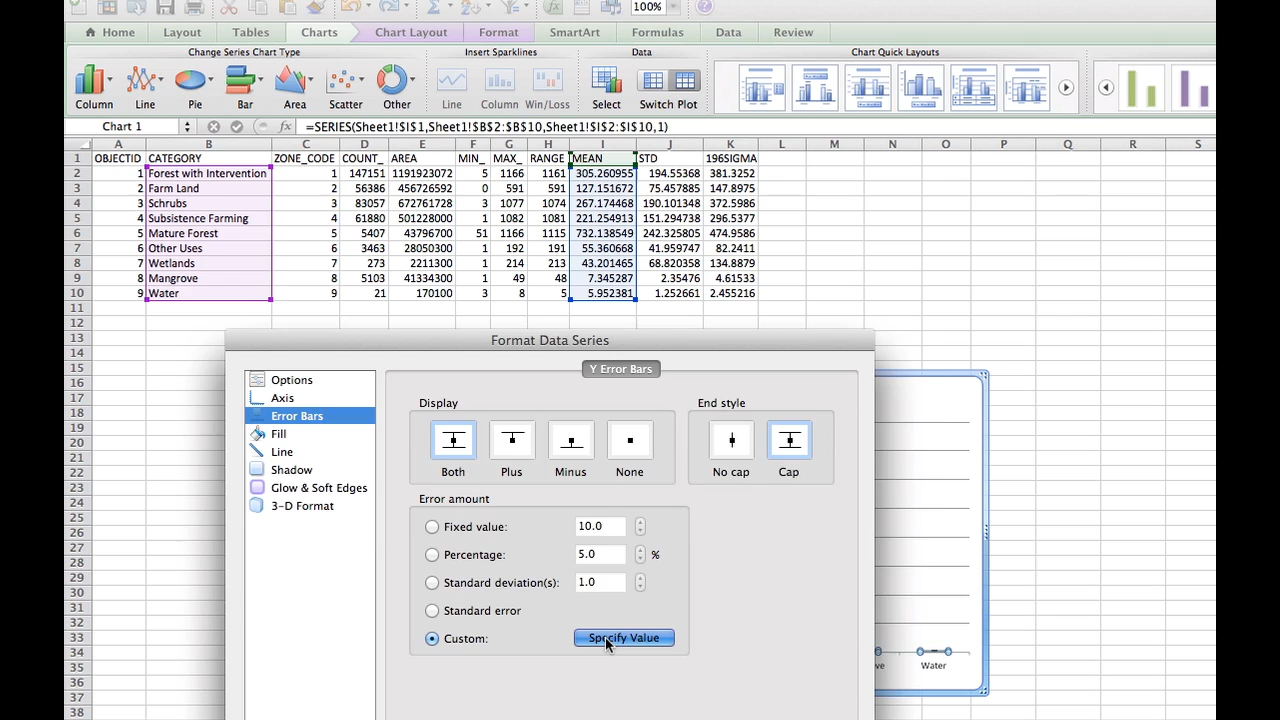 100%
Home Layout Tables Charts Chart Layout Format SmartArt Formulas Data Review
Change Series Chart Type Insert Sparklines Data Chart Quick Layouts
Column Line Pie Bar Area Scatter Other Line Column Win/Loss Select Switch Plot
Chart 1 fx =SERIES(Sheet1!$I$1,Sheet1!$B$2:$B$10,Sheet1!$I$2:$I$10,1)
A B C D E F G H I J K L M N O P Q R S
1 OBJECTID CATEGORY ZONE_CODE COUNT_ AREA MIN_ MAX_ RANGE MEAN STD 196SIGMA
2 1 Forest with Intervention 1 147151 1191923072 5 1166 1161 305.260955 194.55368 381.3252
3 2 Farm Land 2 56386 456726592 0 591 591 127.151672 75.457885 147.8975
4 3 Schrubs 3 83057 672761728 3 1077 1074 267.174468 190.101348 372.5986
5 4 Subsistence Farming 4 61880 501228000 1 1082 1081 221.254913 151.294738 296.5377
6 5 Mature Forest 5 5407 43796700 51 1166 1115 732.138549 242.325805 474.9586
7 6 Other Uses 6 3463 28050300 1 192 191 55.360668 41.959747 82.2411
8 7 Wetlands 7 273 2211300 1 214 213 43.201465 68.820358 134.8879
9 8 Mangrove 8 5103 41334300 1 49 48 7.345287 2.35476 4.61533
10 9 Water 9 21 170100 3 8 5 5.952381 1.252661 2.455216
11
12
13
14
15
16
17
18
19
20
21
22
23
24
25
26
27
28
29
30
31
32
33
34
35
36
37
38
Format Data Series
Y Error Bars
Options
Axis
Error Bars
Fill
Line
Shadow
Glow & Soft Edges
3-D Format
Display End style
Both Plus Minus None No cap Cap
Error amount
Fixed value: 10.0
Percentage: 5.0 %
Standard deviation(s): 1.0
Standard error
Custom: Specify Value
ve Water